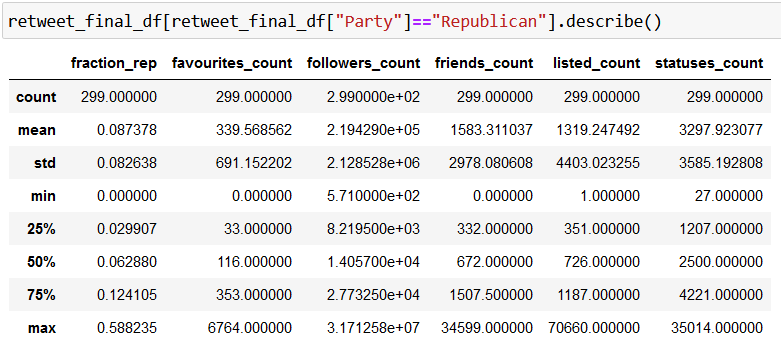 retweet_final_df[retweet_final_df["Party"]=="Republican"].describe()
fraction_rep favourites_count followers_count friends_count listed_count statuses_count
count 299.000000 299.000000 2.990000e+02 299.000000 299.000000 299.000000
mean 0.087378 339.568562 2.194290e+05 1583.311037 1319.247492 3297.923077
std 0.082638 691.152202 2.128528e+06 2978.080608 4403.023255 3585.192808
min 0.000000 0.000000 5.710000e+02 0.000000 1.000000 27.000000
25% 0.029907 33.000000 8.219500e+03 332.000000 351.000000 1207.000000
50% 0.062880 116.000000 1.405700e+04 672.000000 726.000000 2500.000000
75% 0.124105 353.000000 2.773250e+04 1507.500000 1187.000000 4221.000000
max 0.588235 6764.000000 3.171258e+07 34599.000000 70660.000000 35014.000000